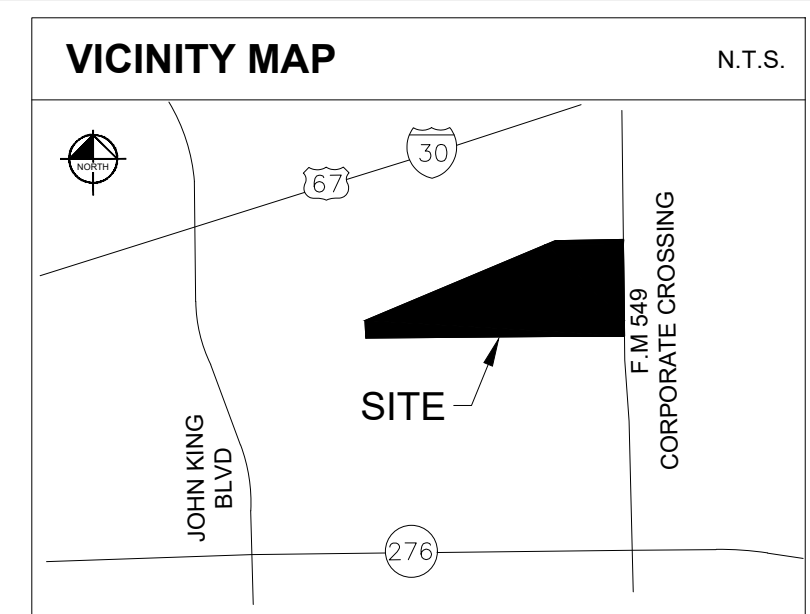 VICINITY MAP
N.T.S.
NORTH
30
67
F.M 549
CORPORATE CROSSING
SITE
JOHN KING
BLVD
276